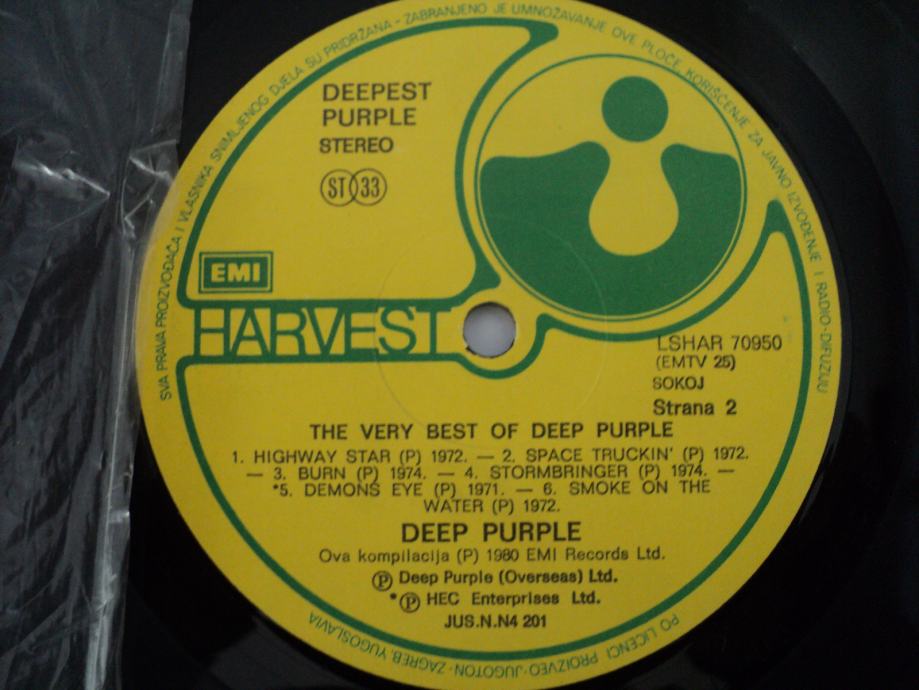 SVA PRAVA PROIZVOĐAČA I VLASNIKA SNIMLJENOG DJELA SU PRIDRŽANA - ZABRANJENO JE UMNOŽAVANJE OVE PLOČE, KORIŠĆENJE ZA JAVNO IZVOĐENJE I RADIO-DIFUZIJU
DEEPEST
PURPLE
STEREO
ST 33
EMI
HARVEST
LSHAR 70950
(EMTV 25)
SOKOJ
Strana 2
THE VERY BEST OF DEEP PURPLE
1. HIGHWAY STAR (P) 1972. — 2. SPACE TRUCKIN' (P) 1972.
— 3. BURN (P) 1974. — 4. STORMBRINGER (P) 1974. —
*5. DEMONS EYE (P) 1971. — 6. SMOKE ON THE
WATER (P) 1972.
DEEP PURPLE
Ova kompilacija (P) 1980 EMI Records Ltd.
Ⓟ Deep Purple (Overseas) Ltd.
*Ⓟ HEC Enterprises Ltd.
JUS.N.N4 201
PO LICENCI PROIZVEO-JUGOTON-ZAGREB, YUGOSLAVIA